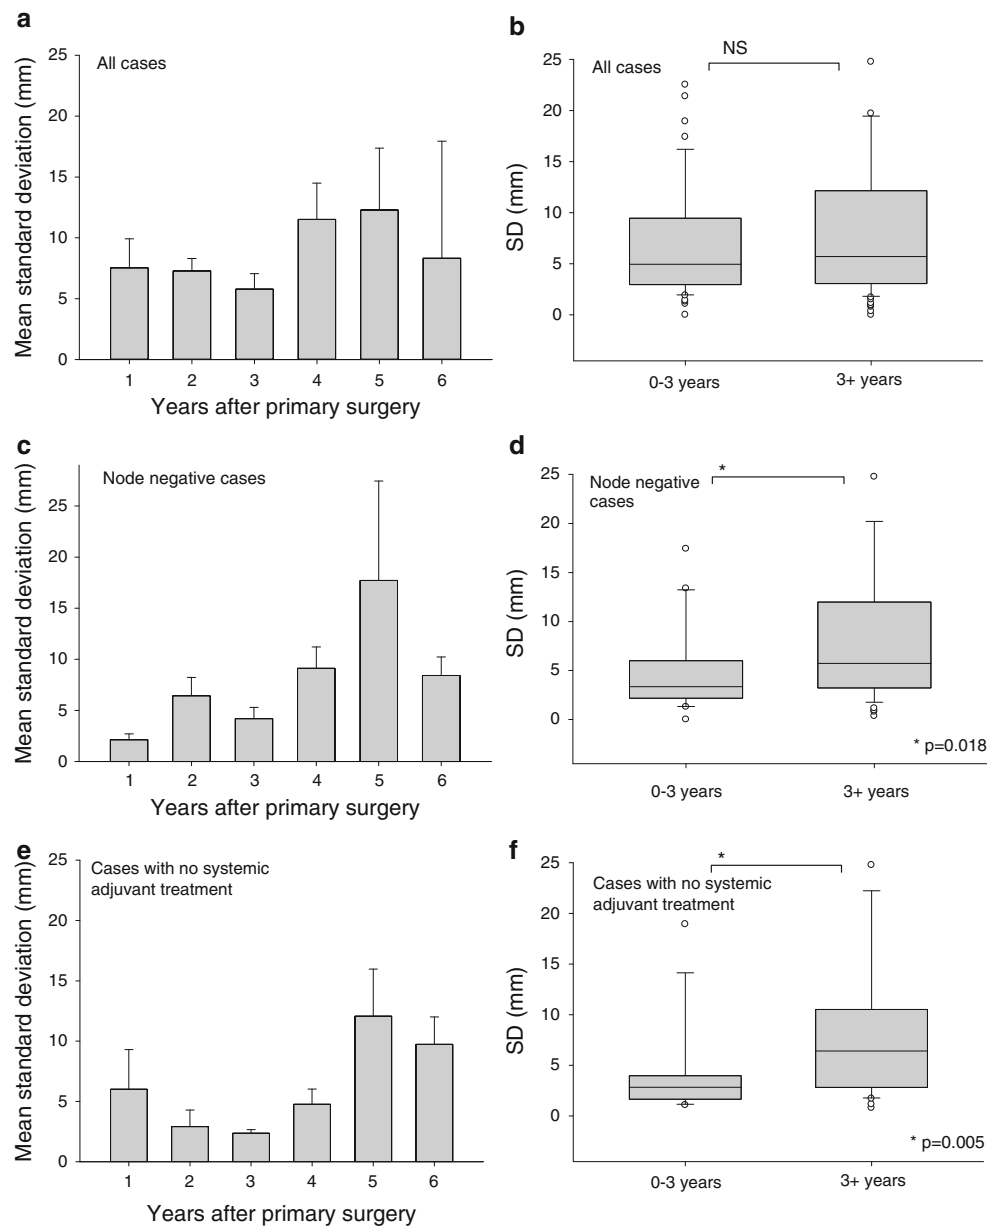 a
All cases
Mean standard deviation (mm)
25
20
15
10
5
0
1 2 3 4 5 6
Years after primary surgery
b
All cases
NS
SD (mm)
25
20
15
10
5
0
0-3 years 3+ years
c
Node negative cases
Mean standard deviation (mm)
25
20
15
10
5
0
1 2 3 4 5 6
Years after primary surgery
d
Node negative
cases
*
SD (mm)
25
20
15
10
5
0
* p=0.018
0-3 years 3+ years
e
Cases with no systemic
adjuvant treatment
Mean standard deviation (mm)
25
20
15
10
5
0
1 2 3 4 5 6
Years after primary surgery
f
Cases with no systemic
adjuvant treatment
*
SD (mm)
25
20
15
10
5
0
* p=0.005
0-3 years 3+ years